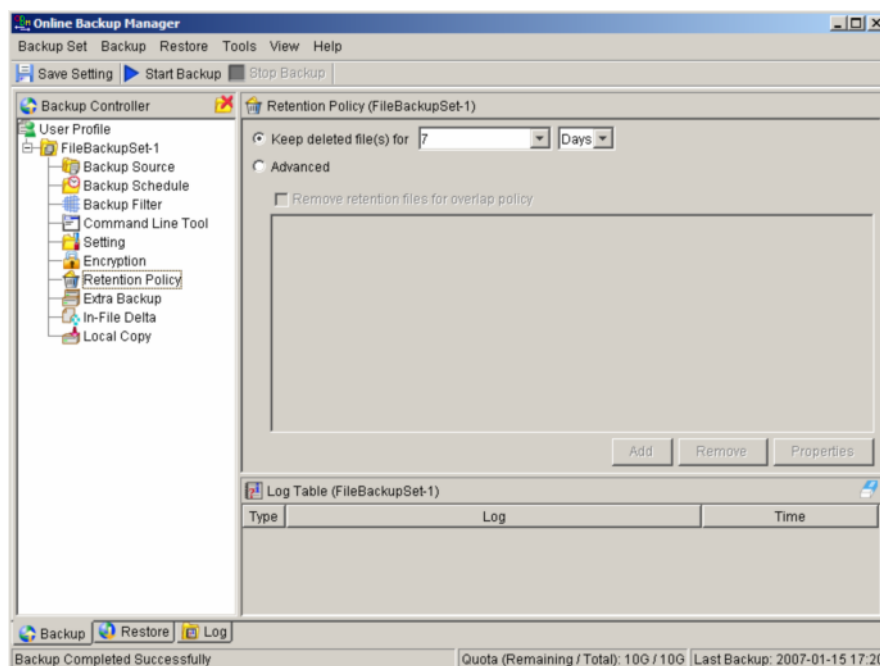 Online Backup Manager
Backup Set Backup Restore Tools View Help
Save Setting Start Backup Stop Backup
Backup Controller
User Profile
FileBackupSet-1
Backup Source
Backup Schedule
Backup Filter
Command Line Tool
Setting
Encryption
Retention Policy
Extra Backup
In-File Delta
Local Copy
Retention Policy (FileBackupSet-1)
Keep deleted file(s) for 7 Days
Advanced
Remove retention files for overlap policy
Add Remove Properties
Log Table (FileBackupSet-1)
Type Log Time
Backup Restore Log
Backup Completed Successfully Quota (Remaining / Total): 10G / 10G Last Backup: 2007-01-15 17:20